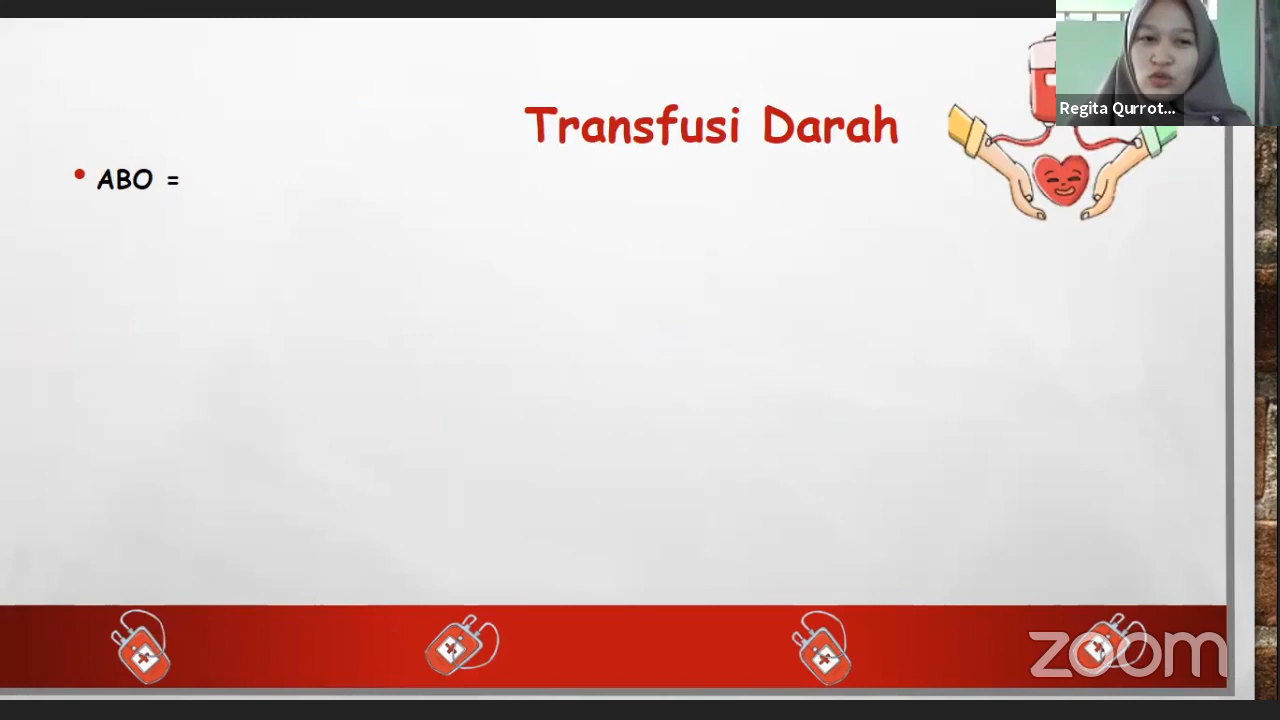 Regita Qurrot...
Transfusi Darah
• ABO =
zoom